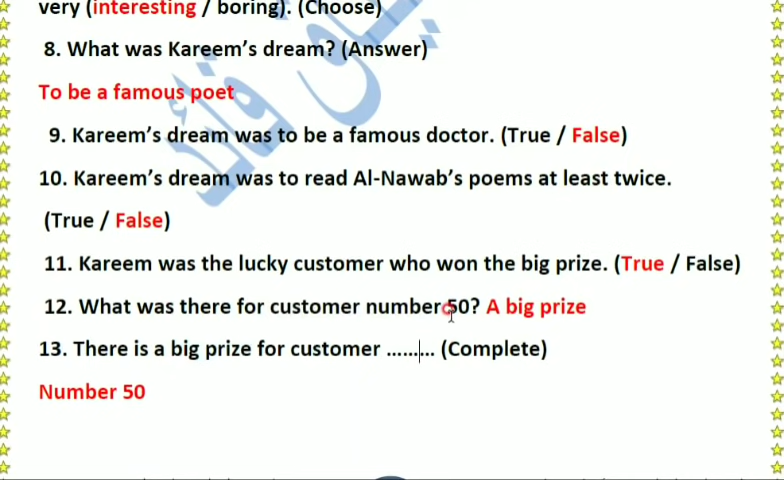 very (interesting / boring). (Choose)
8. What was Kareem’s dream? (Answer)
To be a famous poet
9. Kareem’s dream was to be a famous doctor. (True / False)
10. Kareem’s dream was to read Al-Nawab’s poems at least twice.
(True / False)
11. Kareem was the lucky customer who won the big prize. (True / False)
12. What was there for customer number 50? A big prize
13. There is a big prize for customer ......... (Complete)
Number 50